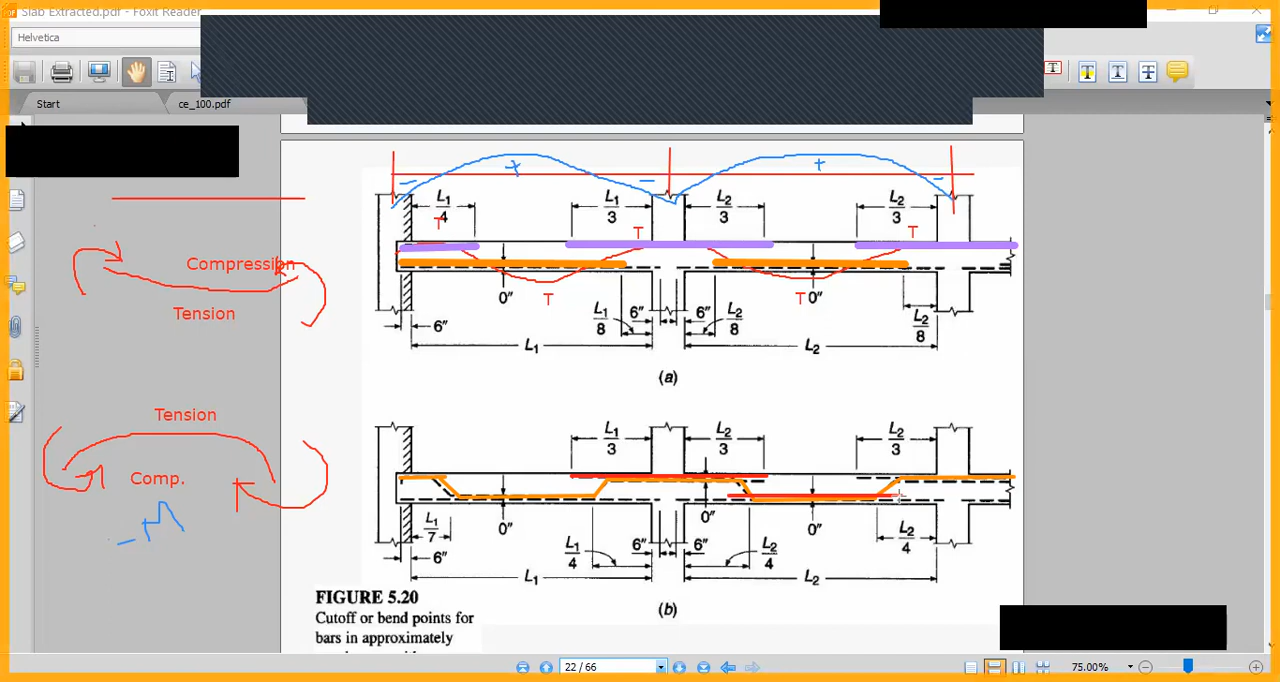 Slab Extracted.pdf - Foxit Reader
Helvetica
Start
ce_100.pdf
+
+
−
−
−
L₁/4
L₁/3
L₂/3
L₂/3
T
T
T
Compression
Tension
0"
T
T
0"
L₁/8
6"
6"
L₂/8
L₂/8
6"
L₁
L₂
(a)
Tension
Comp.
-M
L₁/3
L₂/3
L₂/3
0"
0"
0"
L₁/7
L₁/4
6"
6"
L₂/4
L₂/4
6"
L₁
L₂
(b)
FIGURE 5.20
Cutoff or bend points for
bars in approximately
22 / 66
75.00%